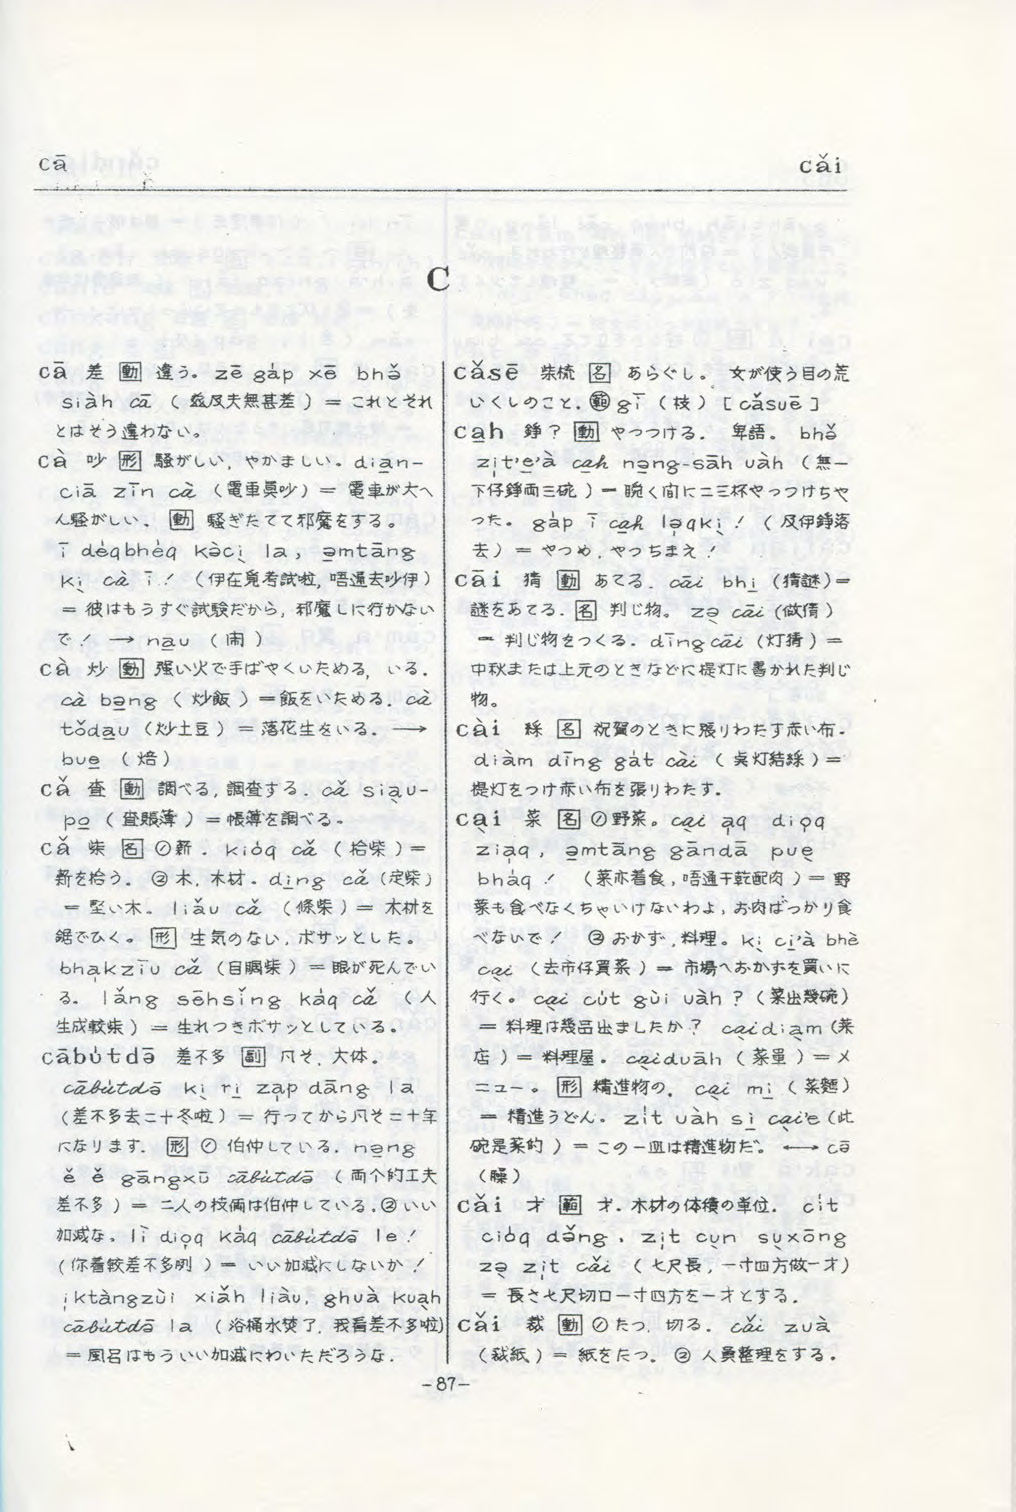 cā
cǎi
C
cā 差 動 違う。zē gáp xē bhǒ
siàh cā (兹及夫無甚差) = これとそれ
とはそう違わない。
cà 吵 形 騒がしい, やかましい。diān-
ciā zīn cà (電車眞吵) = 電車が大へ
ん騒がしい. 動 騒ぎたてて邪魔をする。
ī déqbhéq kàci la, əmtāng
ki cà ī! (伊在覓考試啦, 唔通去吵伊)
= 彼はもうすぐ試験だから, 邪魔しに行かない
で! → nau (鬧)
cà 炒 動 強い火で手ばやくいためる, いる.
cà bəng (炒飯) = 飯をいためる. cà
tǒdau (炒土豆) = 落花生をいる. →
bue (焙)
cǎ 查 動 調べる, 調査する. cǎ siàu-
po (查賬簿) = 帳簿を調べる.
cǎ 柴 名 ①薪. kióq cǎ (拾柴) =
薪を拾う. ②木, 木材. ding cǎ (定柴)
= 堅い木. liǎu cǎ (條柴) = 木材を
鋸でひく。 形 生気のない, ボサッとした。
bhakzīu cǎ (目睭柴) = 眼が死んでい
る. lǎng sēhsǐng káq cǎ (人
生成較柴) = 生れつきボサッとしている。
cābútdə 差不多 副 凡そ, 大体.
cābútdə ki ri zap dāng la
(差不多去二十冬啦) = 行ってから凡そ二十年
になります. 形 ① 伯仲している. nəng
ě ē gāngxū cābútdə (両个的工夫
差不多) = 二人の技倆は伯仲している. ②いい
加減な. lì dioq káq cābútdə le!
(你着較差不多咧) = いい加減にしないか!
iktàngzùi xiǎh liàu, ghuà kuah
cābútdə la (浴桶水焚了, 我看差不多啦)
= 風呂はもういい加減にわいただろうな.
cǎsē 柴梳 名 あらぐし。女が使う目の荒
いくしのこと. 範 gī (枝) [cǎsuē]
cah 錚? 動 やっつける. 卑語. bhǒ
zit'e'à cah nəng-sāh uàh (無一
下仔錚両三碗) = 瞬く間に二三杯やっつけちゃ
った。gáp ī cah ləqki! (及伊錚落
去) = やつめ, やっちまえ!
cāi 猜 動 あてる. cāi bhi (猜謎) =
謎をあてる. 名 判じ物。zə cāi (做猜)
= 判じ物をつくる. dīngcāi (灯猜) =
中秋または上元のときなどに提灯に書かれた判じ
物。
cài 綵 名 祝賀のときに張りわたす赤い布.
diàm dīng gát cài (点灯結綵) =
提灯をつけ赤い布を張りわたす.
cai 菜 名 ①野菜。cai aq dioq
ziaq, əmtāng gāndā pue
bháq! (菜亦着食, 唔通干乾配肉) = 野
菜も食べなくちゃいけないわよ, お肉ばっかり食
べないで! ②おかず, 料理。ki ci'à bhè
cai (去市仔買菜) = 市場へおかずを買いに
行く。cai cút gùi uàh? (菜出幾碗)
= 料理は幾品出ましたか? caidiam (菜
店) = 料理屋。caiduāh (菜單) = メ
ニュー。形 精進物の. cai mi (菜麵)
= 精進うどん。zit uàh si cai'e (此
碗是菜的) = この一皿は精進物だ。⟷ cə
(臊)
cǎi 才 範 才. 木材の体積の単位. cít
cióq dǒng, zit cun suxōng
zə zit cǎi (七尺長, 一寸四方做一才)
= 長さ七尺切口一寸四方を一才とする.
cǎi 裁 動 ①たつ. 切る. cǎi zuà
(裁紙) = 紙をたつ。② 人員整理をする.
-87-